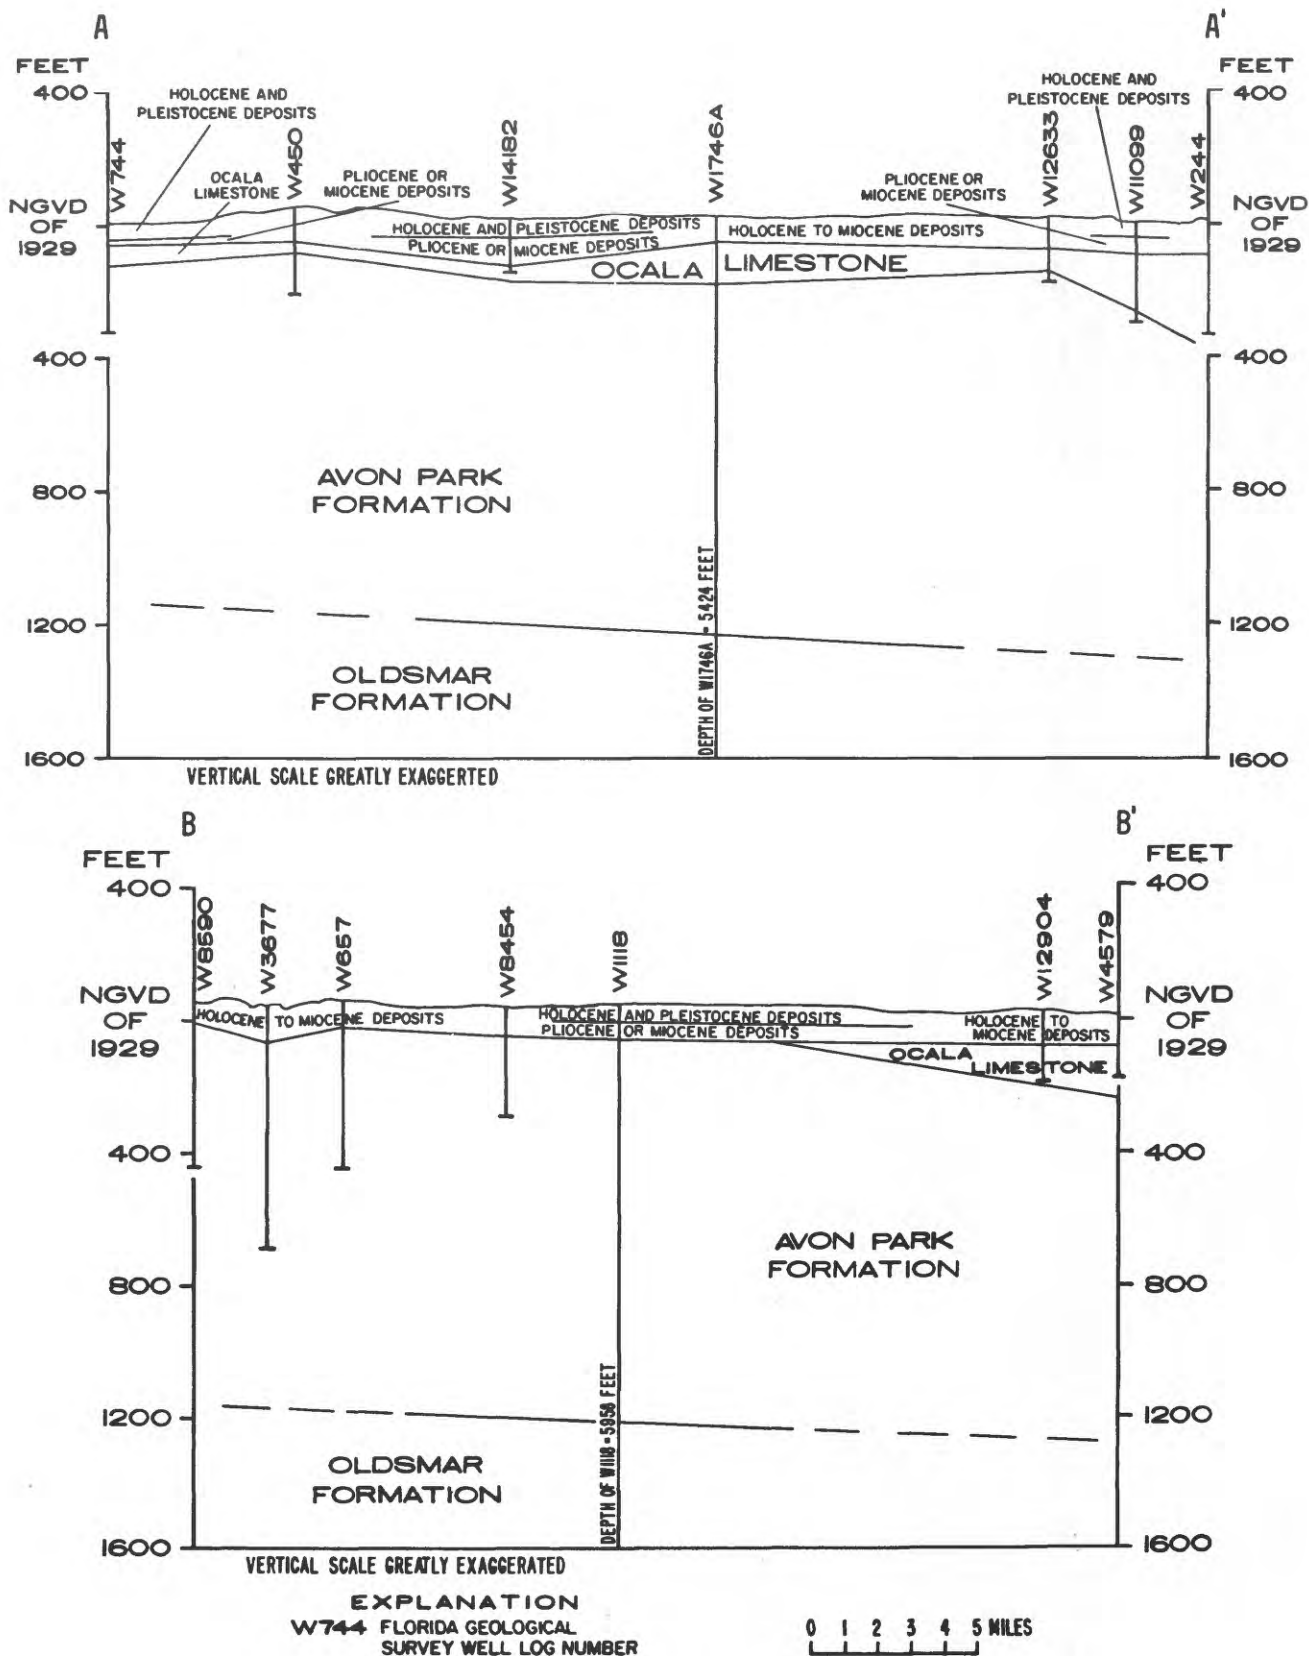 A
A'
FEET
FEET
400
400
HOLOCENE AND
PLEISTOCENE DEPOSITS
HOLOCENE AND
PLEISTOCENE DEPOSITS
W744
W450
W14182
W1746A
W12633
W11099
W244
OCALA
LIMESTONE
PLIOCENE OR
MIOCENE DEPOSITS
PLIOCENE OR
MIOCENE DEPOSITS
NGVD
OF
1929
NGVD
OF
1929
HOLOCENE AND PLEISTOCENE DEPOSITS
HOLOCENE TO MIOCENE DEPOSITS
PLIOCENE OR MIOCENE DEPOSITS
OCALA LIMESTONE
400
400
AVON PARK
FORMATION
800
800
DEPTH OF W1746A - 5424 FEET
1200
1200
OLDSMAR
FORMATION
1600
1600
VERTICAL SCALE GREATLY EXAGGERTED
B
B'
FEET
FEET
400
400
W8590
W3677
W657
W8454
W1118
W12904
W4579
NGVD
OF
1929
NGVD
OF
1929
HOLOCENE TO MIOCENE DEPOSITS
HOLOCENE AND PLEISTOCENE DEPOSITS
PLIOCENE OR MIOCENE DEPOSITS
HOLOCENE TO
MIOCENE DEPOSITS
OCALA
LIMESTONE
400
400
AVON PARK
FORMATION
800
800
DEPTH OF W1118 - 5956 FEET
1200
1200
OLDSMAR
FORMATION
1600
1600
VERTICAL SCALE GREATLY EXAGGERATED
EXPLANATION
W744 FLORIDA GEOLOGICAL
SURVEY WELL LOG NUMBER
0 1 2 3 4 5 MILES